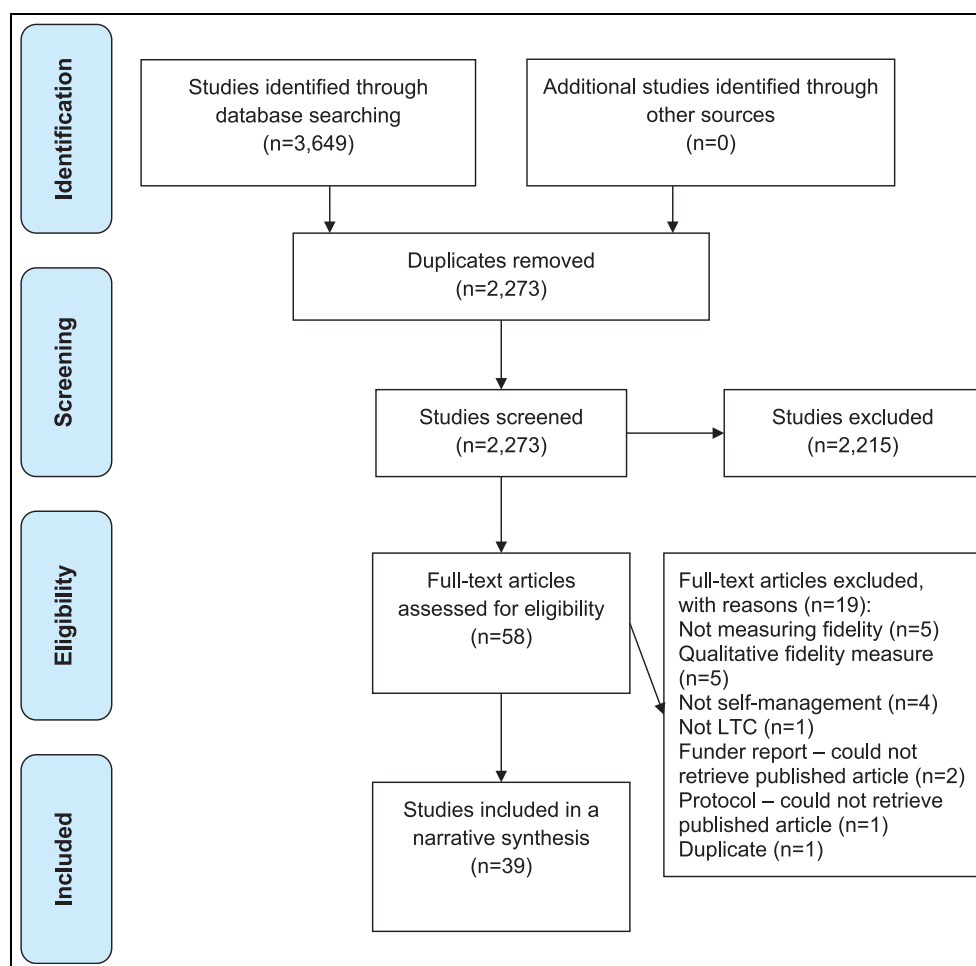 Identification
Studies identified through
database searching
(n=3,649)
Additional studies identified through
other sources
(n=0)
Duplicates removed
(n=2,273)
Screening
Studies screened
(n=2,273)
Studies excluded
(n=2,215)
Eligibility
Full-text articles
assessed for eligibility
(n=58)
Full-text articles excluded,
with reasons (n=19):
Not measuring fidelity (n=5)
Qualitative fidelity measure
(n=5)
Not self-management (n=4)
Not LTC (n=1)
Funder report – could not
retrieve published article (n=2)
Protocol – could not retrieve
published article (n=1)
Duplicate (n=1)
Included
Studies included in a
narrative synthesis
(n=39)